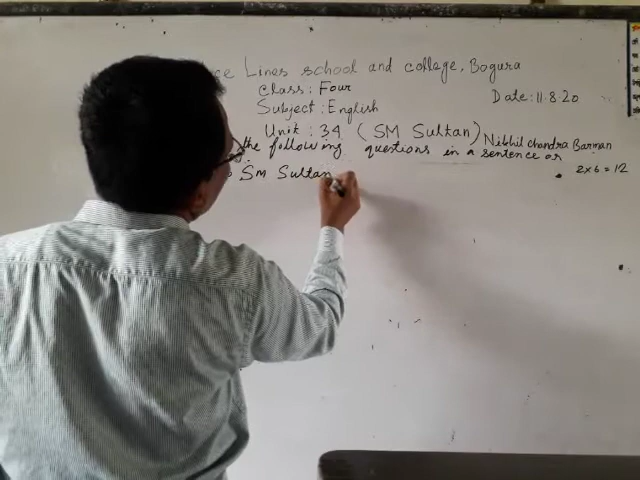 ce Lines school and college, Bogura
Class: Four
Date: 11.8.20
Subject: English
Unit: 34 (SM Sultan)
Nikhil Chandra Barman
the following questions in a sentence or
2x6=12
SM Sultan